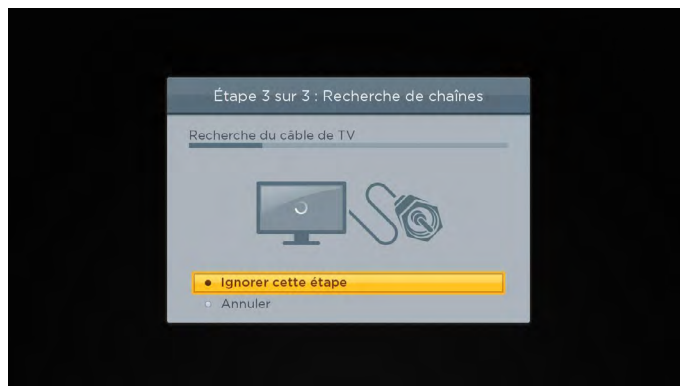 Étape 3 sur 3 : Recherche de chaînes
Recherche du câble de TV
Ignorer cette étape
Annuler